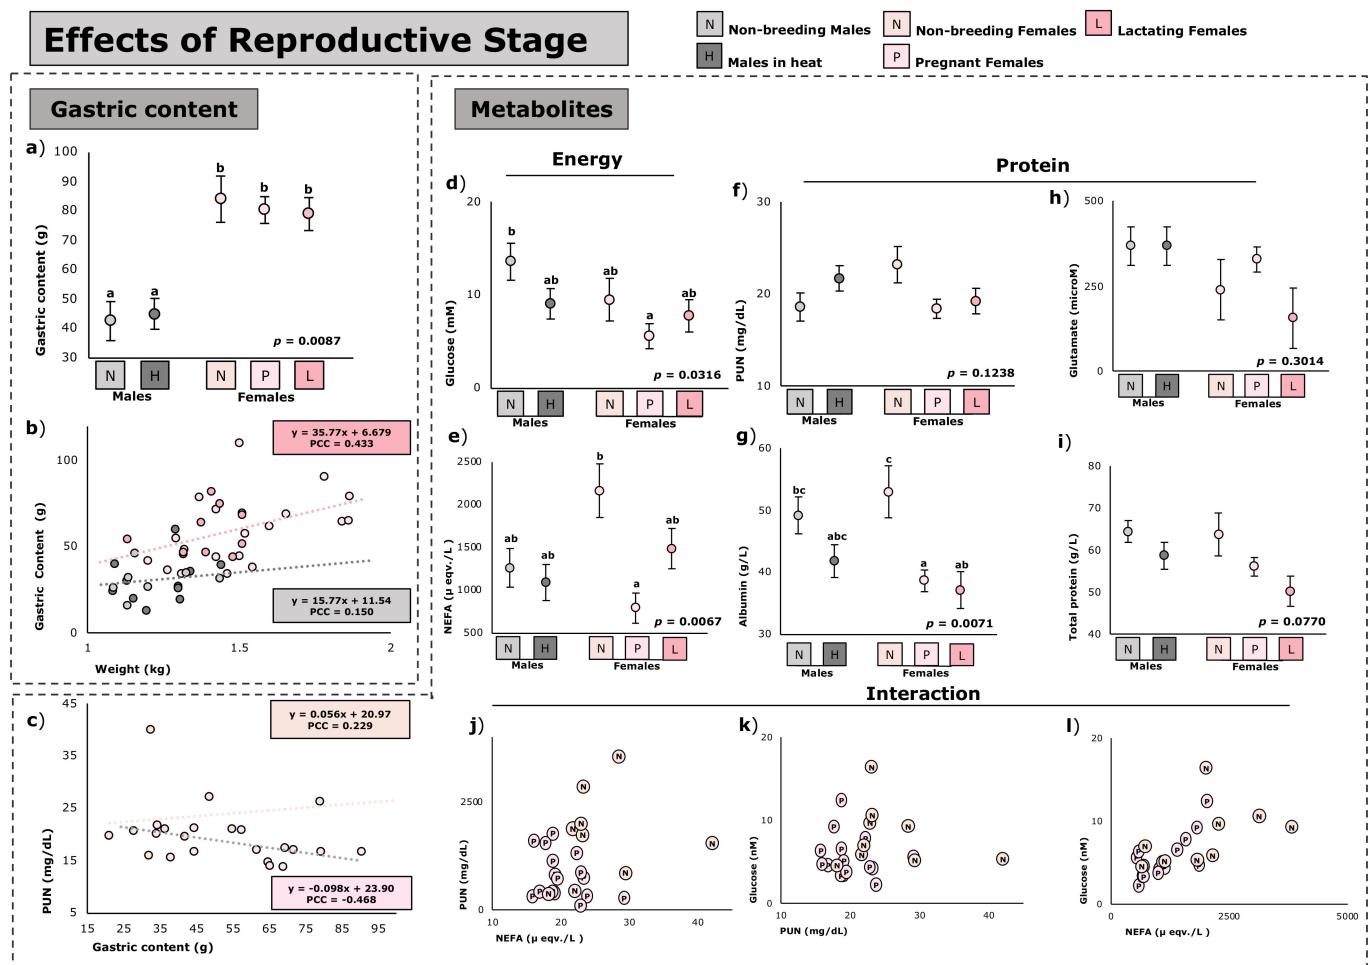 Effects of Reproductive Stage
N Non-breeding Males
N Non-breeding Females
L Lactating Females
H Males in heat
P Pregnant Females
Gastric content
a)
100
90
80
70
60
50
40
30
Gastric content (g)
a
a
b
b
b
p = 0.0087
N H N P L
Males Females
b)
100
50
0
Gastric Content (g)
y = 35.77x + 6.679
PCC = 0.433
y = 15.77x + 11.54
PCC = 0.150
1 1.5 2
Weight (kg)
c)
45
35
25
15
5
PUN (mg/dL)
y = 0.056x + 20.97
PCC = 0.229
y = -0.098x + 23.90
PCC = -0.468
15 25 35 45 55 65 75 85 95
Gastric content (g)
Metabolites
Energy
d)
20
10
0
Glucose (mM)
b
ab
ab
a
ab
p = 0.0316
N H N P L
Males Females
e)
2500
2000
1500
1000
500
NEFA (µ eqv./L )
ab
ab
b
a
ab
p = 0.0067
N H N P L
Males Females
Protein
f)
30
20
10
PUN (mg/dL)
p = 0.1238
N H N P L
Males Females
g)
60
50
40
30
Albumin (g/L)
bc
abc
c
a
ab
p = 0.0071
N H N P L
Males Females
h)
500
250
0
Glutamate (microM)
p = 0.3014
N H N P L
Males Females
i)
80
70
60
50
40
Total protein (g/L)
p = 0.0770
N H N P L
Males Females
Interaction
j)
2500
0
PUN (mg/dL)
10 20 30 40
NEFA (µ eqv./L )
k)
20
10
0
Glucose (nM)
10 20 30 40
PUN (mg/dL)
l)
20
10
0
Glucose (nM)
0 2500 5000
NEFA (µ eqv./L )